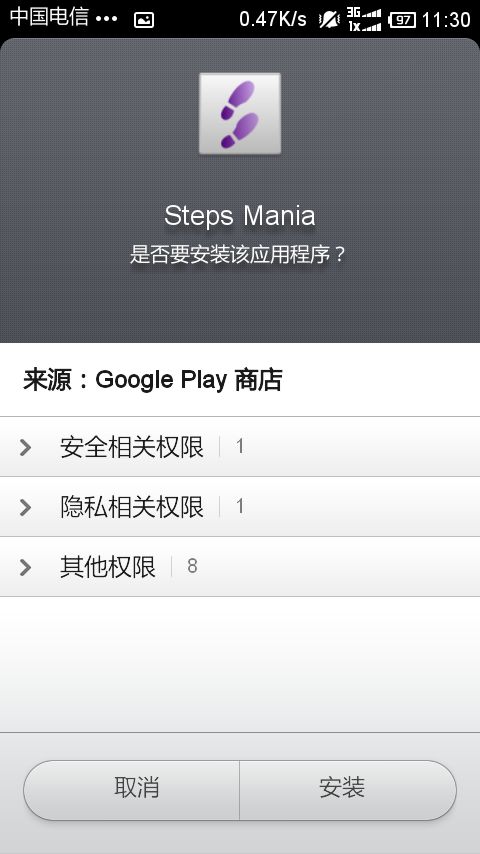 中国电信 ••• 0.47K/s 3G 1x 97 11:30
Steps Mania
是否要安装该应用程序？
来源：Google Play 商店
安全相关权限 | 1
隐私相关权限 | 1
其他权限 | 8
取消 安装